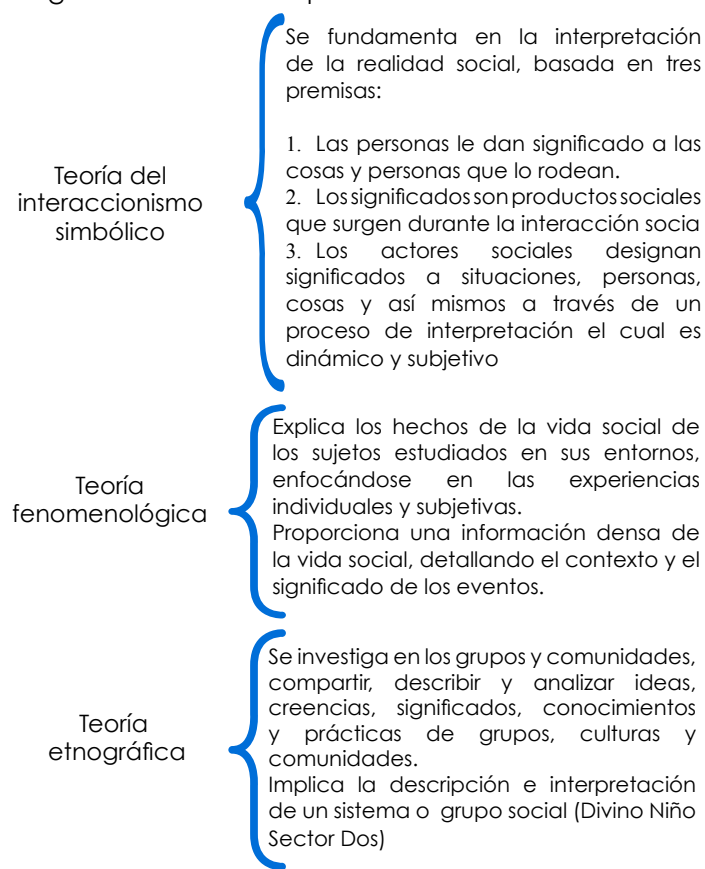 Se fundamenta en la interpretación
de la realidad social, basada en tres
premisas:
1. Las personas le dan significado a las
cosas y personas que lo rodean.
2. Los significados son productos sociales
que surgen durante la interacción socia
3. Los actores sociales designan
significados a situaciones, personas,
cosas y así mismos a través de un
proceso de interpretación el cual es
dinámico y subjetivo
Teoría del
interaccionismo
simbólico
Explica los hechos de la vida social de
los sujetos estudiados en sus entornos,
enfocándose en las experiencias
individuales y subjetivas.
Proporciona una información densa de
la vida social, detallando el contexto y el
significado de los eventos.
Teoría
fenomenológica
Se investiga en los grupos y comunidades,
compartir, describir y analizar ideas,
creencias, significados, conocimientos
y prácticas de grupos, culturas y
comunidades.
Implica la descripción e interpretación
de un sistema o grupo social (Divino Niño
Sector Dos)
Teoría
etnográfica